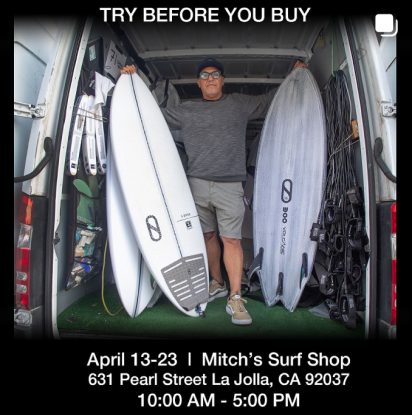 TRY BEFORE YOU BUY
April 13-23 | Mitch's Surf Shop
631 Pearl Street La Jolla, CA 92037
10:00 AM - 5:00 PM